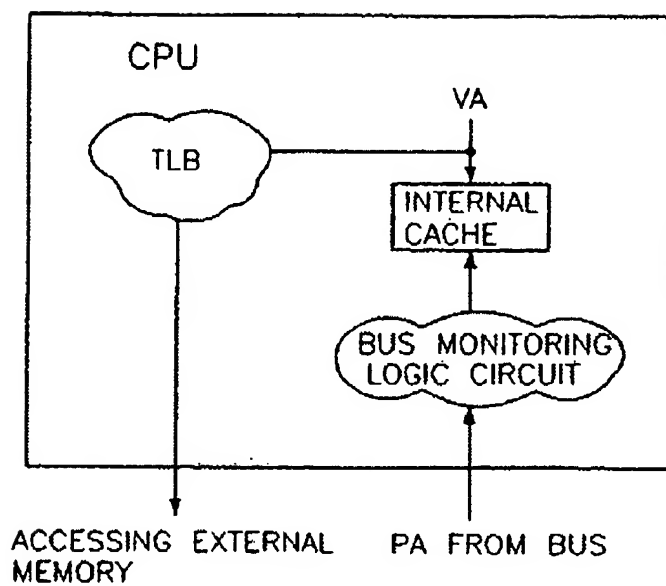 CPU
VA
TLB
INTERNAL
CACHE
BUS MONITORING
LOGIC CIRCUIT
ACCESSING EXTERNAL
MEMORY
PA FROM BUS